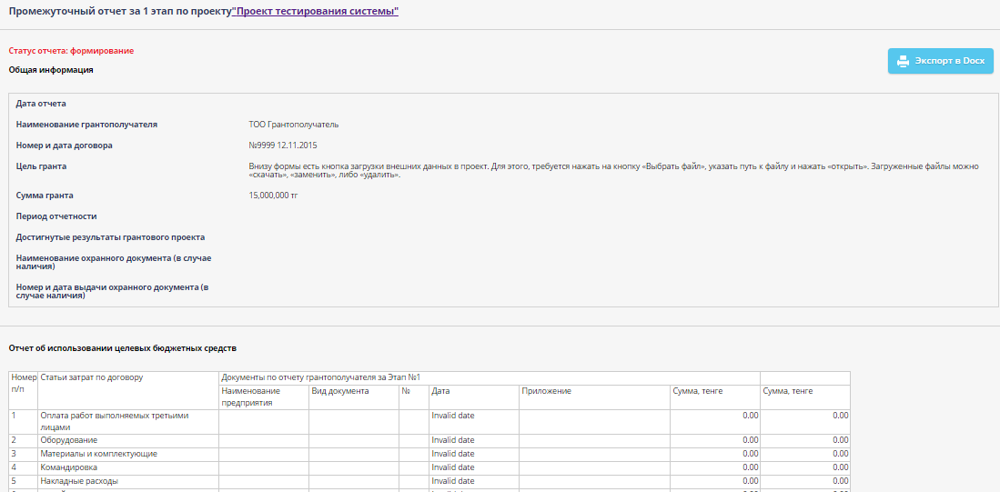 Промежуточный отчет за 1 этап по проекту"Проект тестирования системы"
Статус отчета: формирование
Экспорт в Docx
Общая информация
Дата отчета
Наименование грантополучателя ТОО Грантополучатель
Номер и дата договора №9999 12.11.2015
Цель гранта Внизу формы есть кнопка загрузки внешних данных в проект. Для этого, требуется нажать на кнопку «Выбрать файл», указать путь к файлу и нажать «открыть». Загруженные файлы можно
«скачать», «заменить», либо «удалить».
Сумма гранта 15,000,000 тг
Период отчетности
Достигнутые результаты грантового проекта
Наименование охранного документа (в случае
наличия)
Номер и дата выдачи охранного документа (в
случае наличия)
Отчет об использовании целевых бюджетных средств
Номер Статьи затрат по договору Документы по отчету грантополучателя за Этап №1
п/п Наименование Вид документа № Дата Приложение Сумма, тенге Сумма, тенге
предприятия
1 Оплата работ выполняемых третьими Invalid date 0.00 0.00
лицами
2 Оборудование Invalid date 0.00 0.00
3 Материалы и комплектующие Invalid date 0.00 0.00
4 Командировка Invalid date 0.00 0.00
5 Накладные расходы Invalid date 0.00 0.00